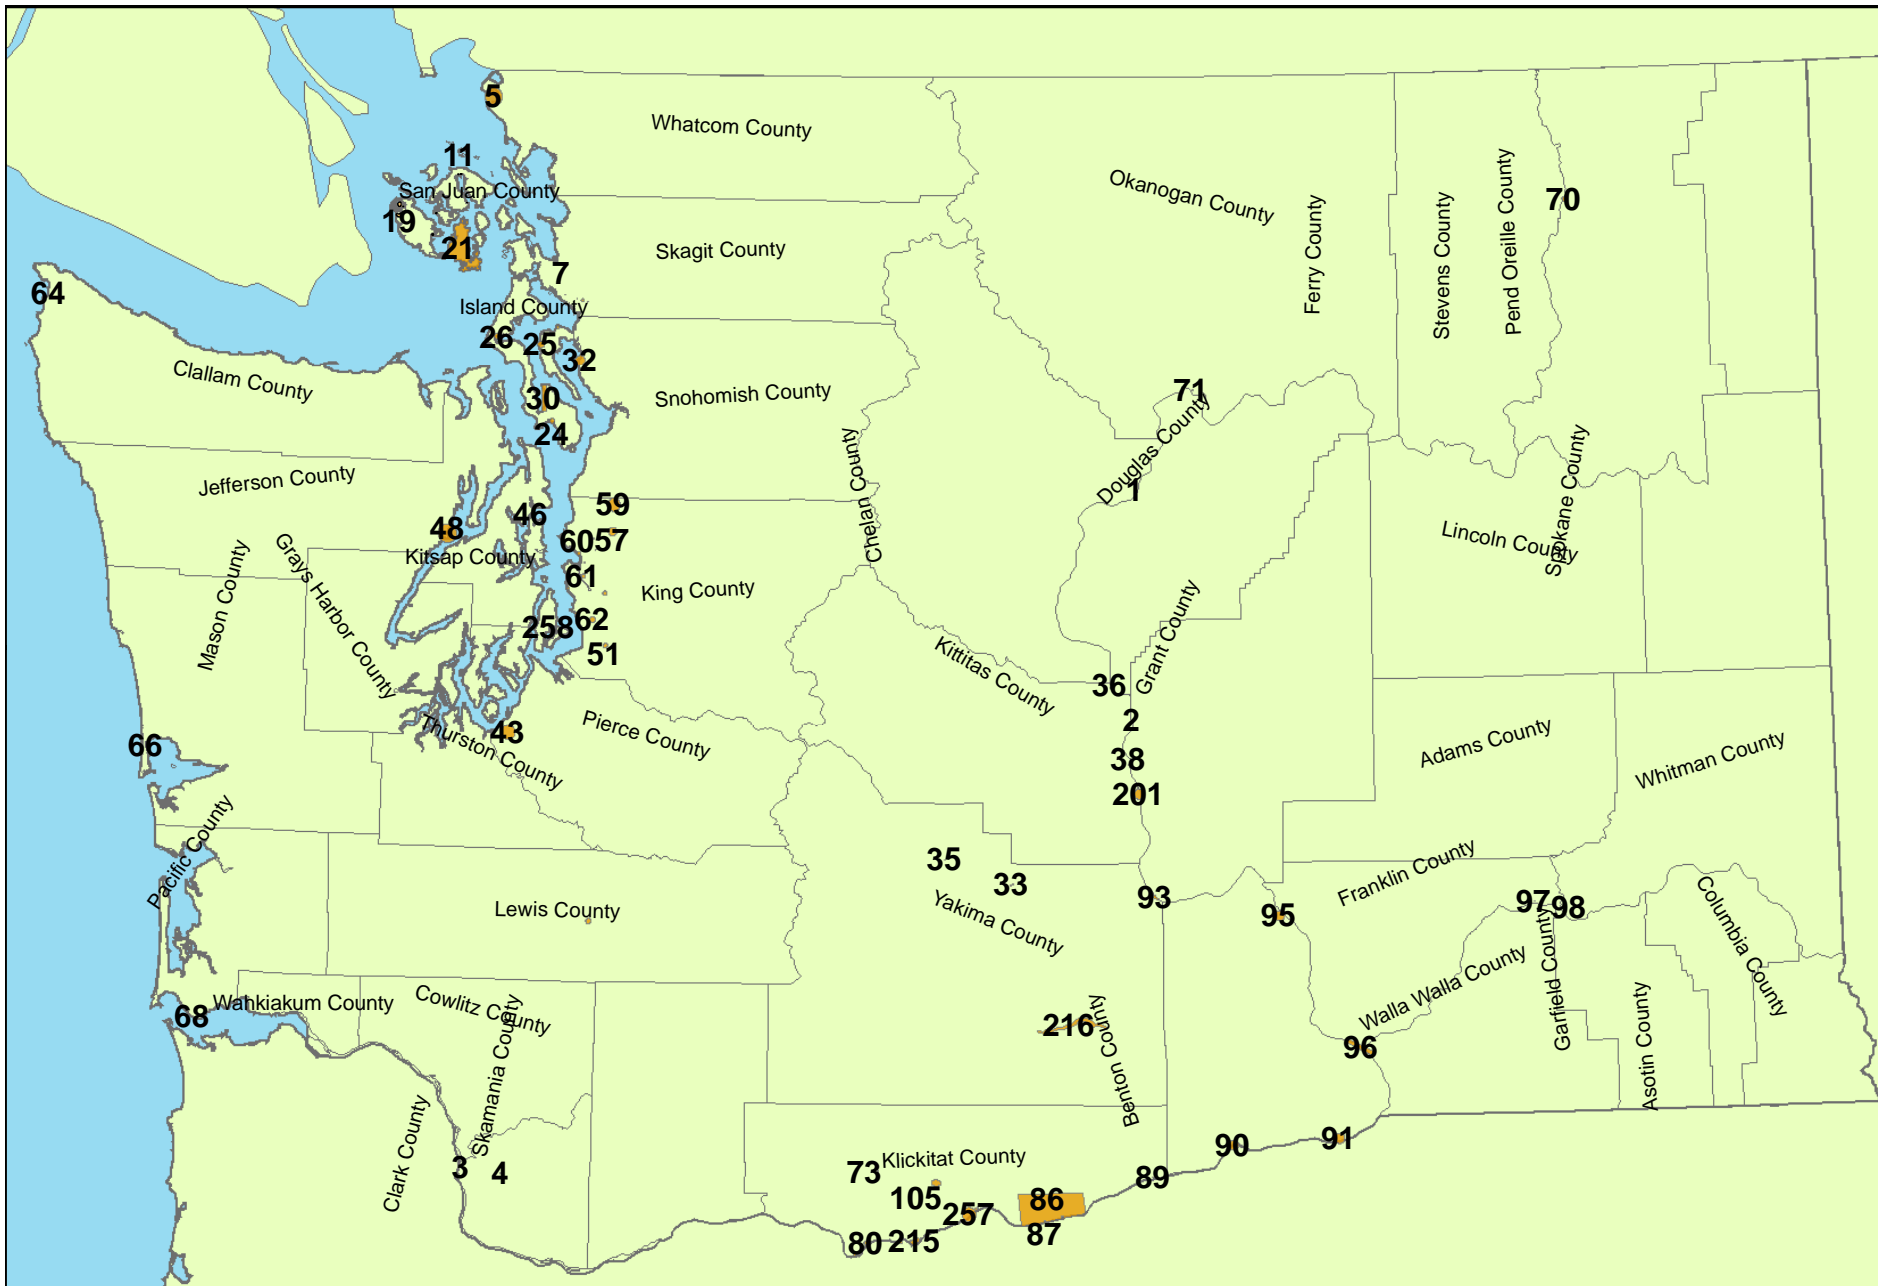 5
Whatcom County
11
San Juan County
19
21
Skagit County
7
64
Island County
26
25
32
Clallam County
30
Snohomish County
24
Okanogan County
Ferry County
Stevens County
Pend Oreille County
70
71
Douglas County
1
Chelan County
Jefferson County
59
46
48
60
57
Kitsap County
61
King County
Grays Harbor County
Mason County
258
62
51
Lincoln County
Spokane County
Grant County
Kittitas County
36
2
38
201
43
Thurston County
Pierce County
66
Adams County
Whitman County
Pacific County
35
33
Yakima County
93
95
Franklin County
97
98
Columbia County
Lewis County
Garfield County
Walla Walla County
Asotin County
68
Wahkiakum County
Cowlitz County
Skamania County
216
Benton County
96
Clark County
3
4
73
Klickitat County
90
91
89
105
86
257
87
80
215